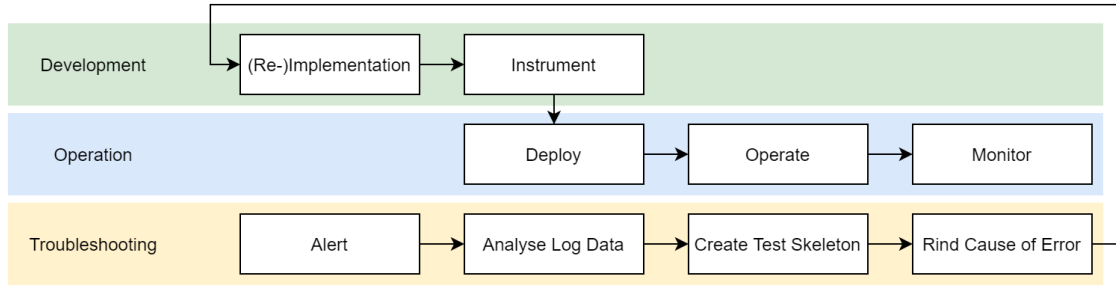 Development
(Re-)Implementation
Instrument
Operation
Deploy
Operate
Monitor
Troubleshooting
Alert
Analyse Log Data
Create Test Skeleton
Rind Cause of Error